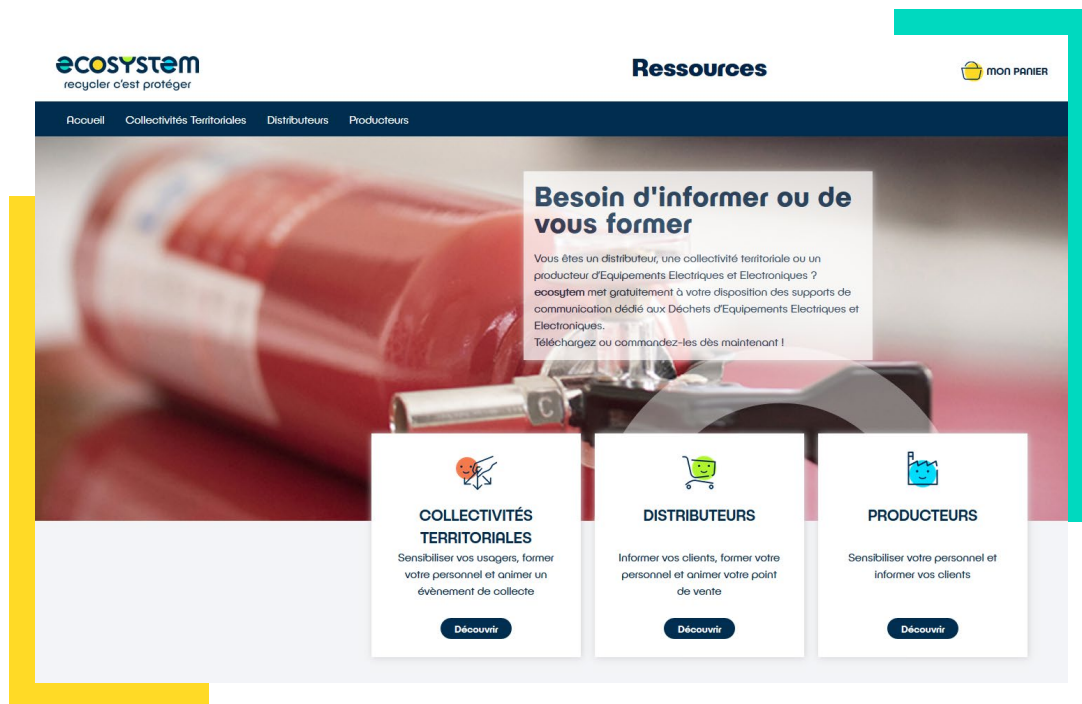 ecosystem
recycler c'est protéger
Ressources
MON PANIER
Accueil Collectivités Territoriales Distributeurs Producteurs
Besoin d'informer ou de
vous former
Vous êtes un distributeur, une collectivité territoriale ou un
producteur d'Equipements Electriques et Electroniques ?
ecosytem met gratuitement à votre disposition des supports de
communication dédié aux Déchets d'Equipements Electriques et
Electroniques.
Téléchargez ou commandez-les dès maintenant !
C
COLLECTIVITÉS
TERRITORIALES
Sensibiliser vos usagers, former
votre personnel et animer un
évènement de collecte
Découvrir
DISTRIBUTEURS
Informer vos clients, former votre
personnel et animer votre point
de vente
Découvrir
PRODUCTEURS
Sensibiliser votre personnel et
informer vos clients
Découvrir